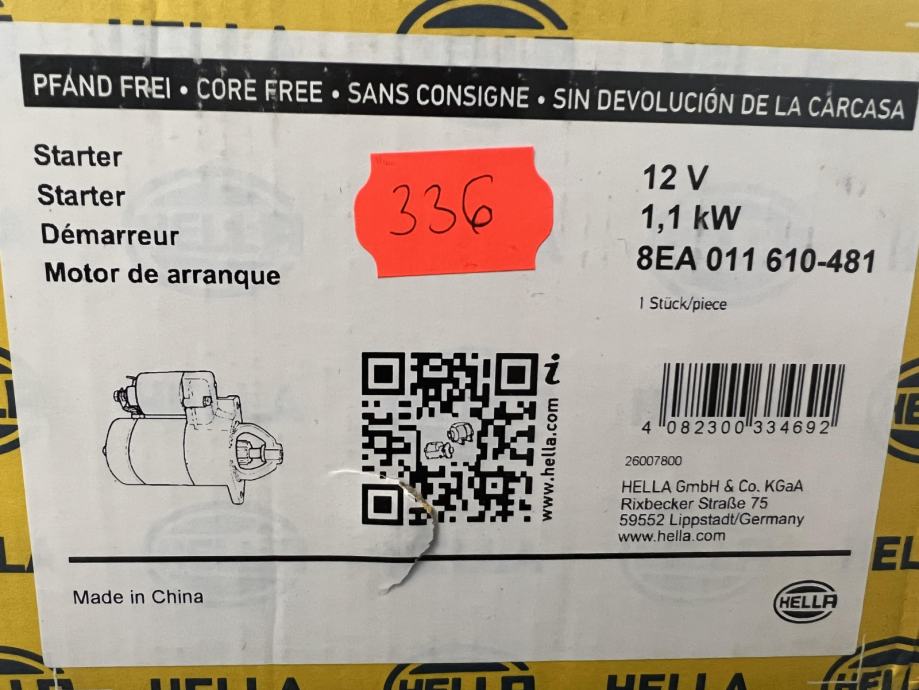 PFAND FREI • CORE FREE • SANS CONSIGNE • SIN DEVOLUCIÓN DE LA CARCASA
Starter
Starter
Démarreur
Motor de arranque
336
12 V
1,1 kW
8EA 011 610-481
1 Stück/piece
i
www.hella.com
4 082300 334692
26007800
HELLA GmbH & Co. KGaA
Rixbecker Straße 75
59552 Lippstadt/Germany
www.hella.com
Made in China
HELLA
HELLA
HELLA